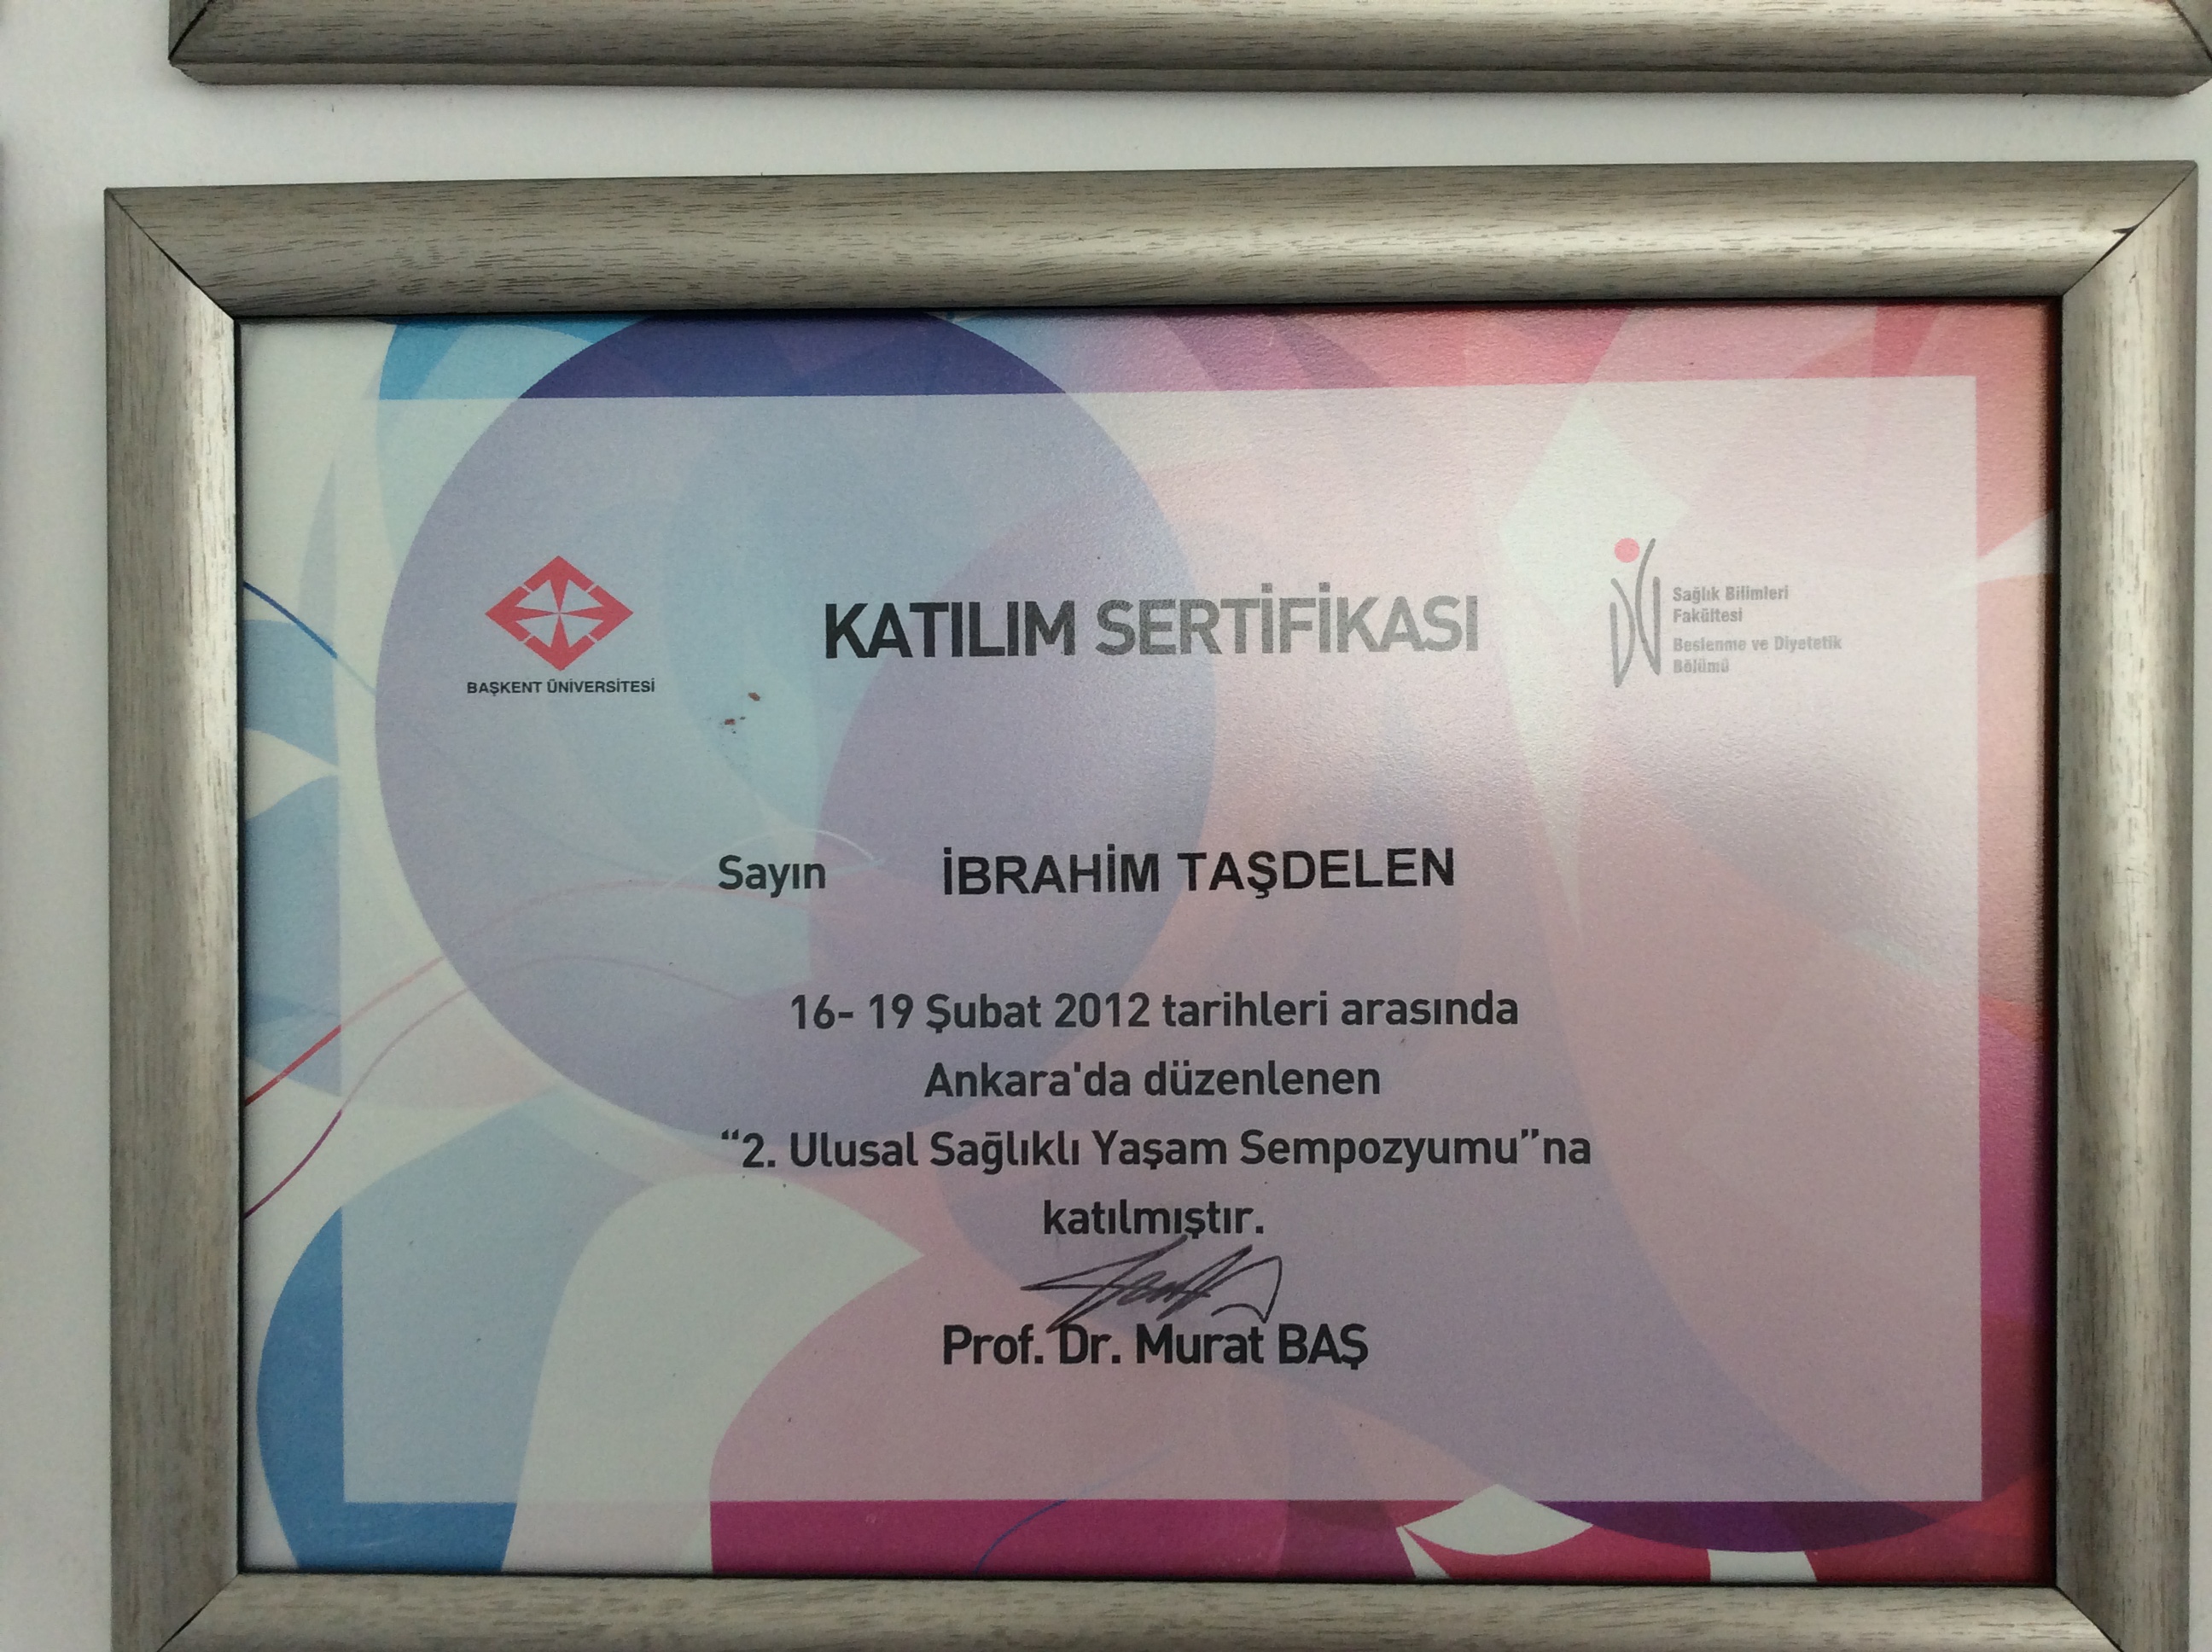 BAŞKENT ÜNİVERSİTESİ
KATILIM SERTİFİKASI
Sağlık Bilimleri
Fakültesi
Beslenme ve Diyetetik
Bölümü
Sayın İBRAHİM TAŞDELEN
16- 19 Şubat 2012 tarihleri arasında
Ankara'da düzenlenen
“2. Ulusal Sağlıklı Yaşam Sempozyumu”na
katılmıştır.
Prof. Dr. Murat BAŞ